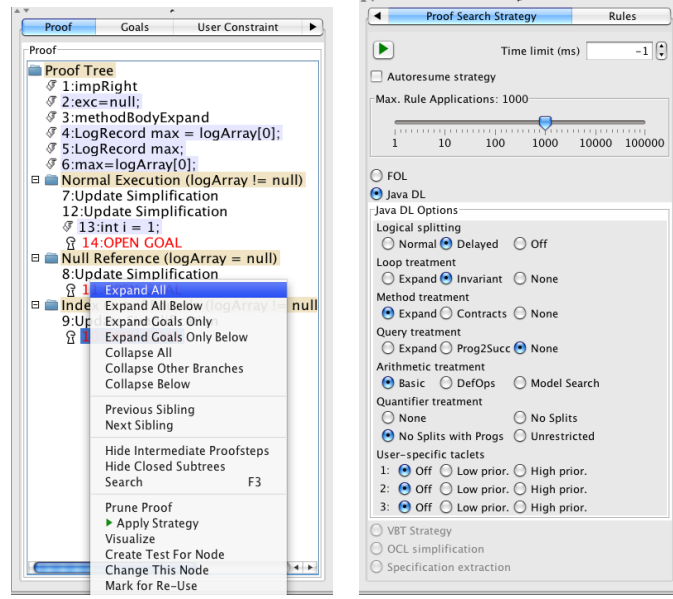 Proof Goals User Constraint
Proof
Proof Tree
1:impRight
2:exc=null;
3:methodBodyExpand
4:LogRecord max = logArray[0];
5:LogRecord max;
6:max=logArray[0];
Normal Execution (logArray != null)
7:Update Simplification
12:Update Simplification
13:int i = 1;
14:OPEN GOAL
Null Reference (logArray = null)
8:Update Simplification
Expand All
Expand All Below
Expand Goals Only
Expand Goals Only Below
Collapse All
Collapse Other Branches
Collapse Below
Previous Sibling
Next Sibling
Hide Intermediate Proofsteps
Hide Closed Subtrees
Search F3
Prune Proof
Apply Strategy
Visualize
Create Test For Node
Change This Node
Mark for Re-Use
Proof Search Strategy Rules
Time limit (ms) -1
Autoresume strategy
Max. Rule Applications: 1000
1 10 100 1000 10000 100000
FOL
Java DL
Java DL Options
Logical splitting
Normal Delayed Off
Loop treatment
Expand Invariant None
Method treatment
Expand Contracts None
Query treatment
Expand Prog2Succ None
Arithmetic treatment
Basic DefOps Model Search
Quantifier treatment
None No Splits
No Splits with Progs Unrestricted
User-specific taclets
1: Off Low prior. High prior.
2: Off Low prior. High prior.
3: Off Low prior. High prior.
VBT Strategy
OCL simplification
Specification extraction